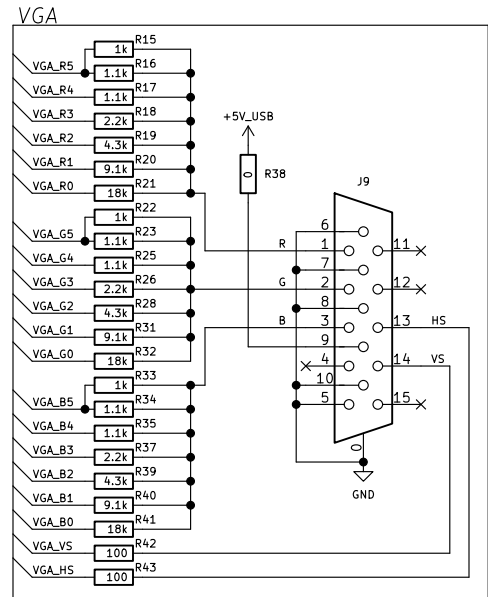 VGA
1k R15
VGA_R5 1.1k R16
VGA_R4 1.1k R17
VGA_R3 2.2k R18
VGA_R2 4.3k R19
VGA_R1 9.1k R20
VGA_R0 18k R21
1k R22
VGA_G5 1.1k R23
VGA_G4 1.1k R25
VGA_G3 2.2k R26
VGA_G2 4.3k R28
VGA_G1 9.1k R31
VGA_G0 18k R32
1k R33
VGA_B5 1.1k R34
VGA_B4 1.1k R35
VGA_B3 2.2k R37
VGA_B2 4.3k R39
VGA_B1 9.1k R40
VGA_B0 18k R41
VGA_VS 100 R42
VGA_HS 100 R43
+5V_USB
0 R38
J9
6
R 1 11
7
G 2 12
8
B 3 13 HS
9
4 14 VS
10
5 15
0
GND